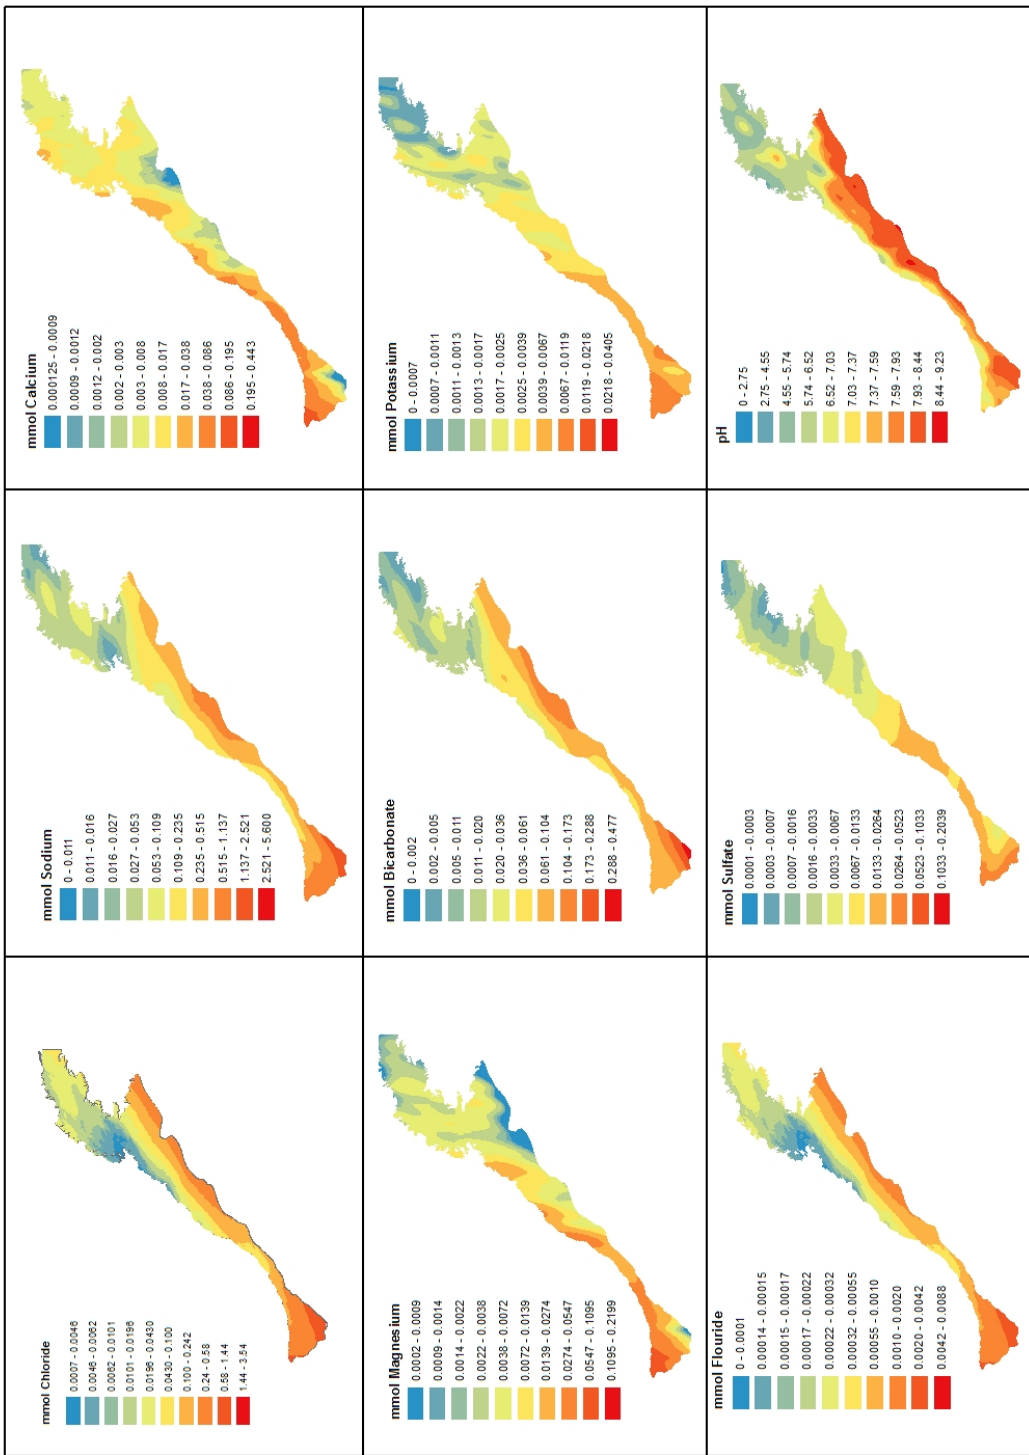 mmol Chloride
0.0007 - 0.0046
0.0046 - 0.0062
0.0062 - 0.0101
0.0101 - 0.0196
0.0196 - 0.0430
0.0430 - 0.100
0.100 - 0.242
0.24 - 0.58
0.58 - 1.44
1.44 - 3.54
mmol Sodium
0 - 0.011
0.011 - 0.016
0.016 - 0.027
0.027 - 0.053
0.053 - 0.109
0.109 - 0.235
0.235 - 0.515
0.515 - 1.137
1.137 - 2.521
2.521 - 5.600
mmol Calcium
0.000125 - 0.0009
0.0009 - 0.0012
0.0012 - 0.002
0.002 - 0.003
0.003 - 0.008
0.008 - 0.017
0.017 - 0.038
0.038 - 0.086
0.086 - 0.195
0.195 - 0.443
mmol Magnesium
0.0002 - 0.0009
0.0009 - 0.0014
0.0014 - 0.0022
0.0022 - 0.0038
0.0038 - 0.0072
0.0072 - 0.0139
0.0139 - 0.0274
0.0274 - 0.0547
0.0547 - 0.1095
0.1095 - 0.2199
mmol Bicarbonate
0 - 0.002
0.002 - 0.005
0.005 - 0.011
0.011 - 0.020
0.020 - 0.036
0.036 - 0.061
0.061 - 0.104
0.104 - 0.173
0.173 - 0.288
0.288 - 0.477
mmol Potassium
0 - 0.0007
0.0007 - 0.0011
0.0011 - 0.0013
0.0013 - 0.0017
0.0017 - 0.0025
0.0025 - 0.0039
0.0039 - 0.0067
0.0067 - 0.0119
0.0119 - 0.0218
0.0218 - 0.0405
mmol Flouride
0 - 0.0001
0.00014 - 0.00015
0.00015 - 0.00017
0.00017 - 0.00022
0.00022 - 0.00032
0.00032 - 0.00055
0.00055 - 0.0010
0.0010 - 0.0020
0.0020 - 0.0042
0.0042 - 0.0088
mmol Sulfate
0.0001 - 0.0003
0.0003 - 0.0007
0.0007 - 0.0016
0.0016 - 0.0033
0.0033 - 0.0067
0.0067 - 0.0133
0.0133 - 0.0264
0.0264 - 0.0523
0.0523 - 0.1033
0.1033 - 0.2039
pH
0 - 2.75
2.75 - 4.55
4.55 - 5.74
5.74 - 6.52
6.52 - 7.03
7.03 - 7.37
7.37 - 7.59
7.59 - 7.93
7.93 - 8.44
8.44 - 9.23